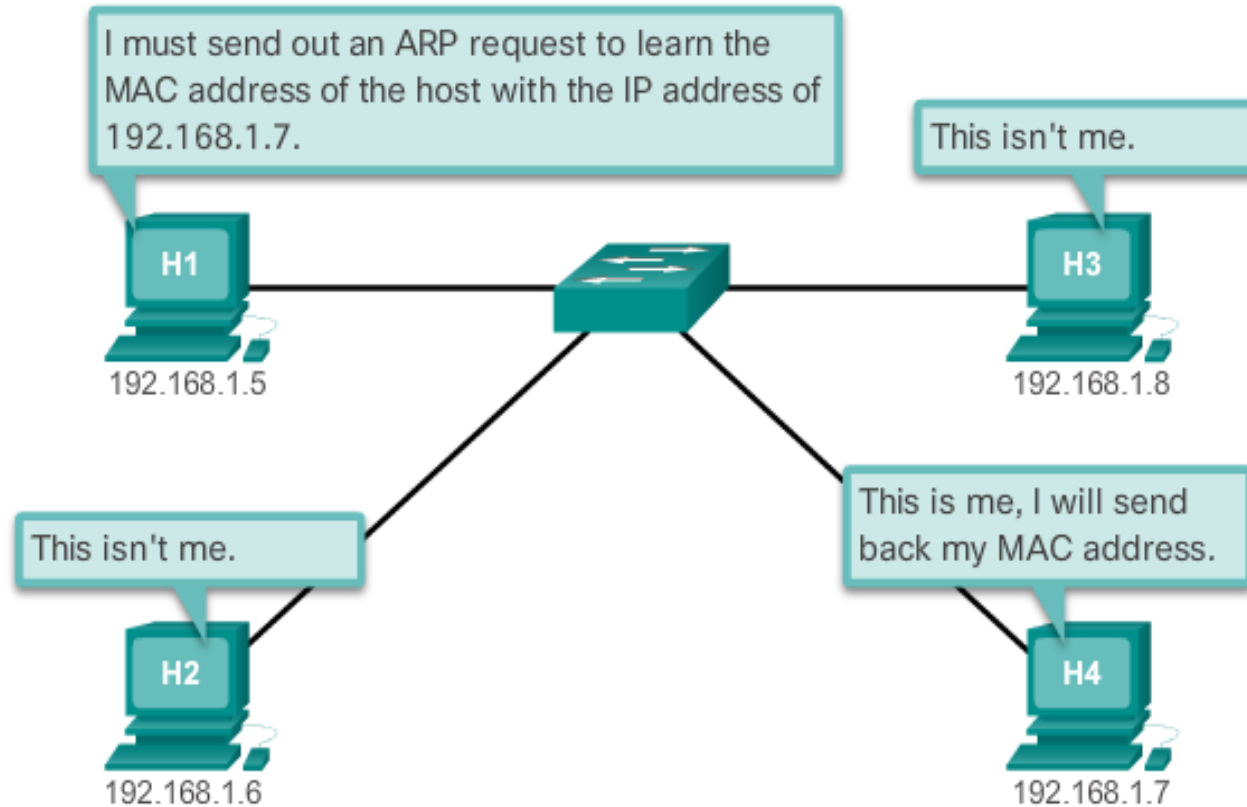 I must send out an ARP request to learn the
MAC address of the host with the IP address of
192.168.1.7.
This isn't me.
H1
H3
192.168.1.5
192.168.1.8
This isn't me.
This is me, I will send
back my MAC address.
H2
H4
192.168.1.6
192.168.1.7